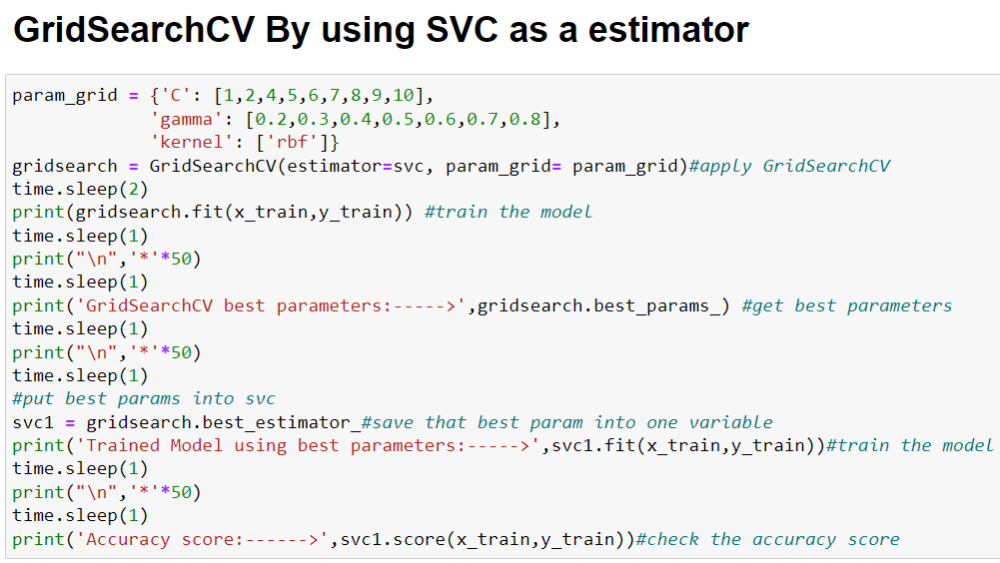 GridSearchCV By using SVC as a estimator
param_grid = {'C': [1,2,4,5,6,7,8,9,10],
'gamma': [0.2,0.3,0.4,0.5,0.6,0.7,0.8],
'kernel': ['rbf']}
gridsearch = GridSearchCV(estimator=svc, param_grid= param_grid)#apply GridSearchCV
time.sleep(2)
print(gridsearch.fit(x_train,y_train)) #train the model
time.sleep(1)
print("\n",'*'*50)
time.sleep(1)
print('GridSearchCV best parameters:----->',gridsearch.best_params_) #get best parameters
time.sleep(1)
print("\n",'*'*50)
time.sleep(1)
#put best params into svc
svc1 = gridsearch.best_estimator_#save that best param into one variable
print('Trained Model using best parameters:----->',svc1.fit(x_train,y_train))#train the model
time.sleep(1)
print("\n",'*'*50)
time.sleep(1)
print('Accuracy score:------>',svc1.score(x_train,y_train))#check the accuracy score